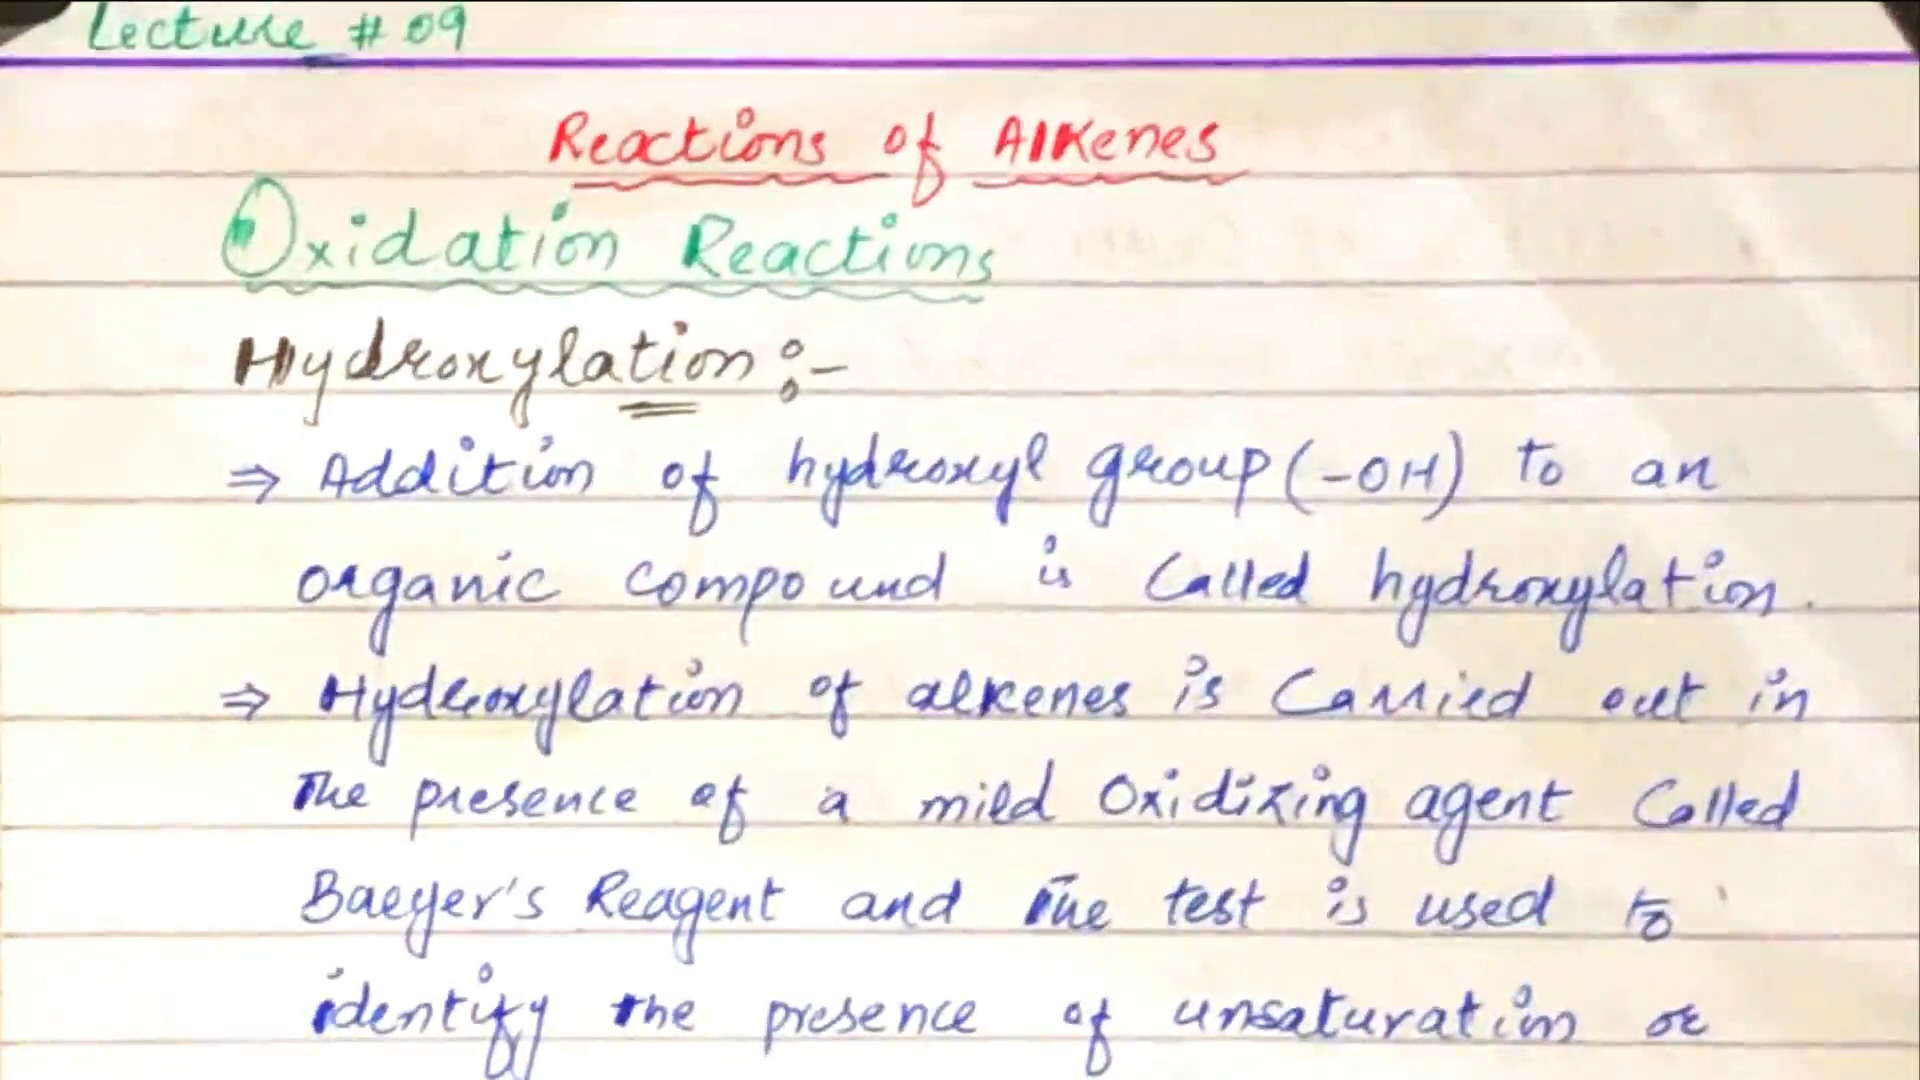 Lecture # 09
Reactions of Alkenes
Oxidation Reactions
Hydroxylation :-
⇒ Addition of hydroxyl group (-OH) to an
organic compound is called hydroxylation.
⇒ Hydroxylation of alkenes is Carried out in
The presence of a mild Oxidizing agent Called
Baeyer's Reagent and The test is used to
identify the presence of unsaturation or